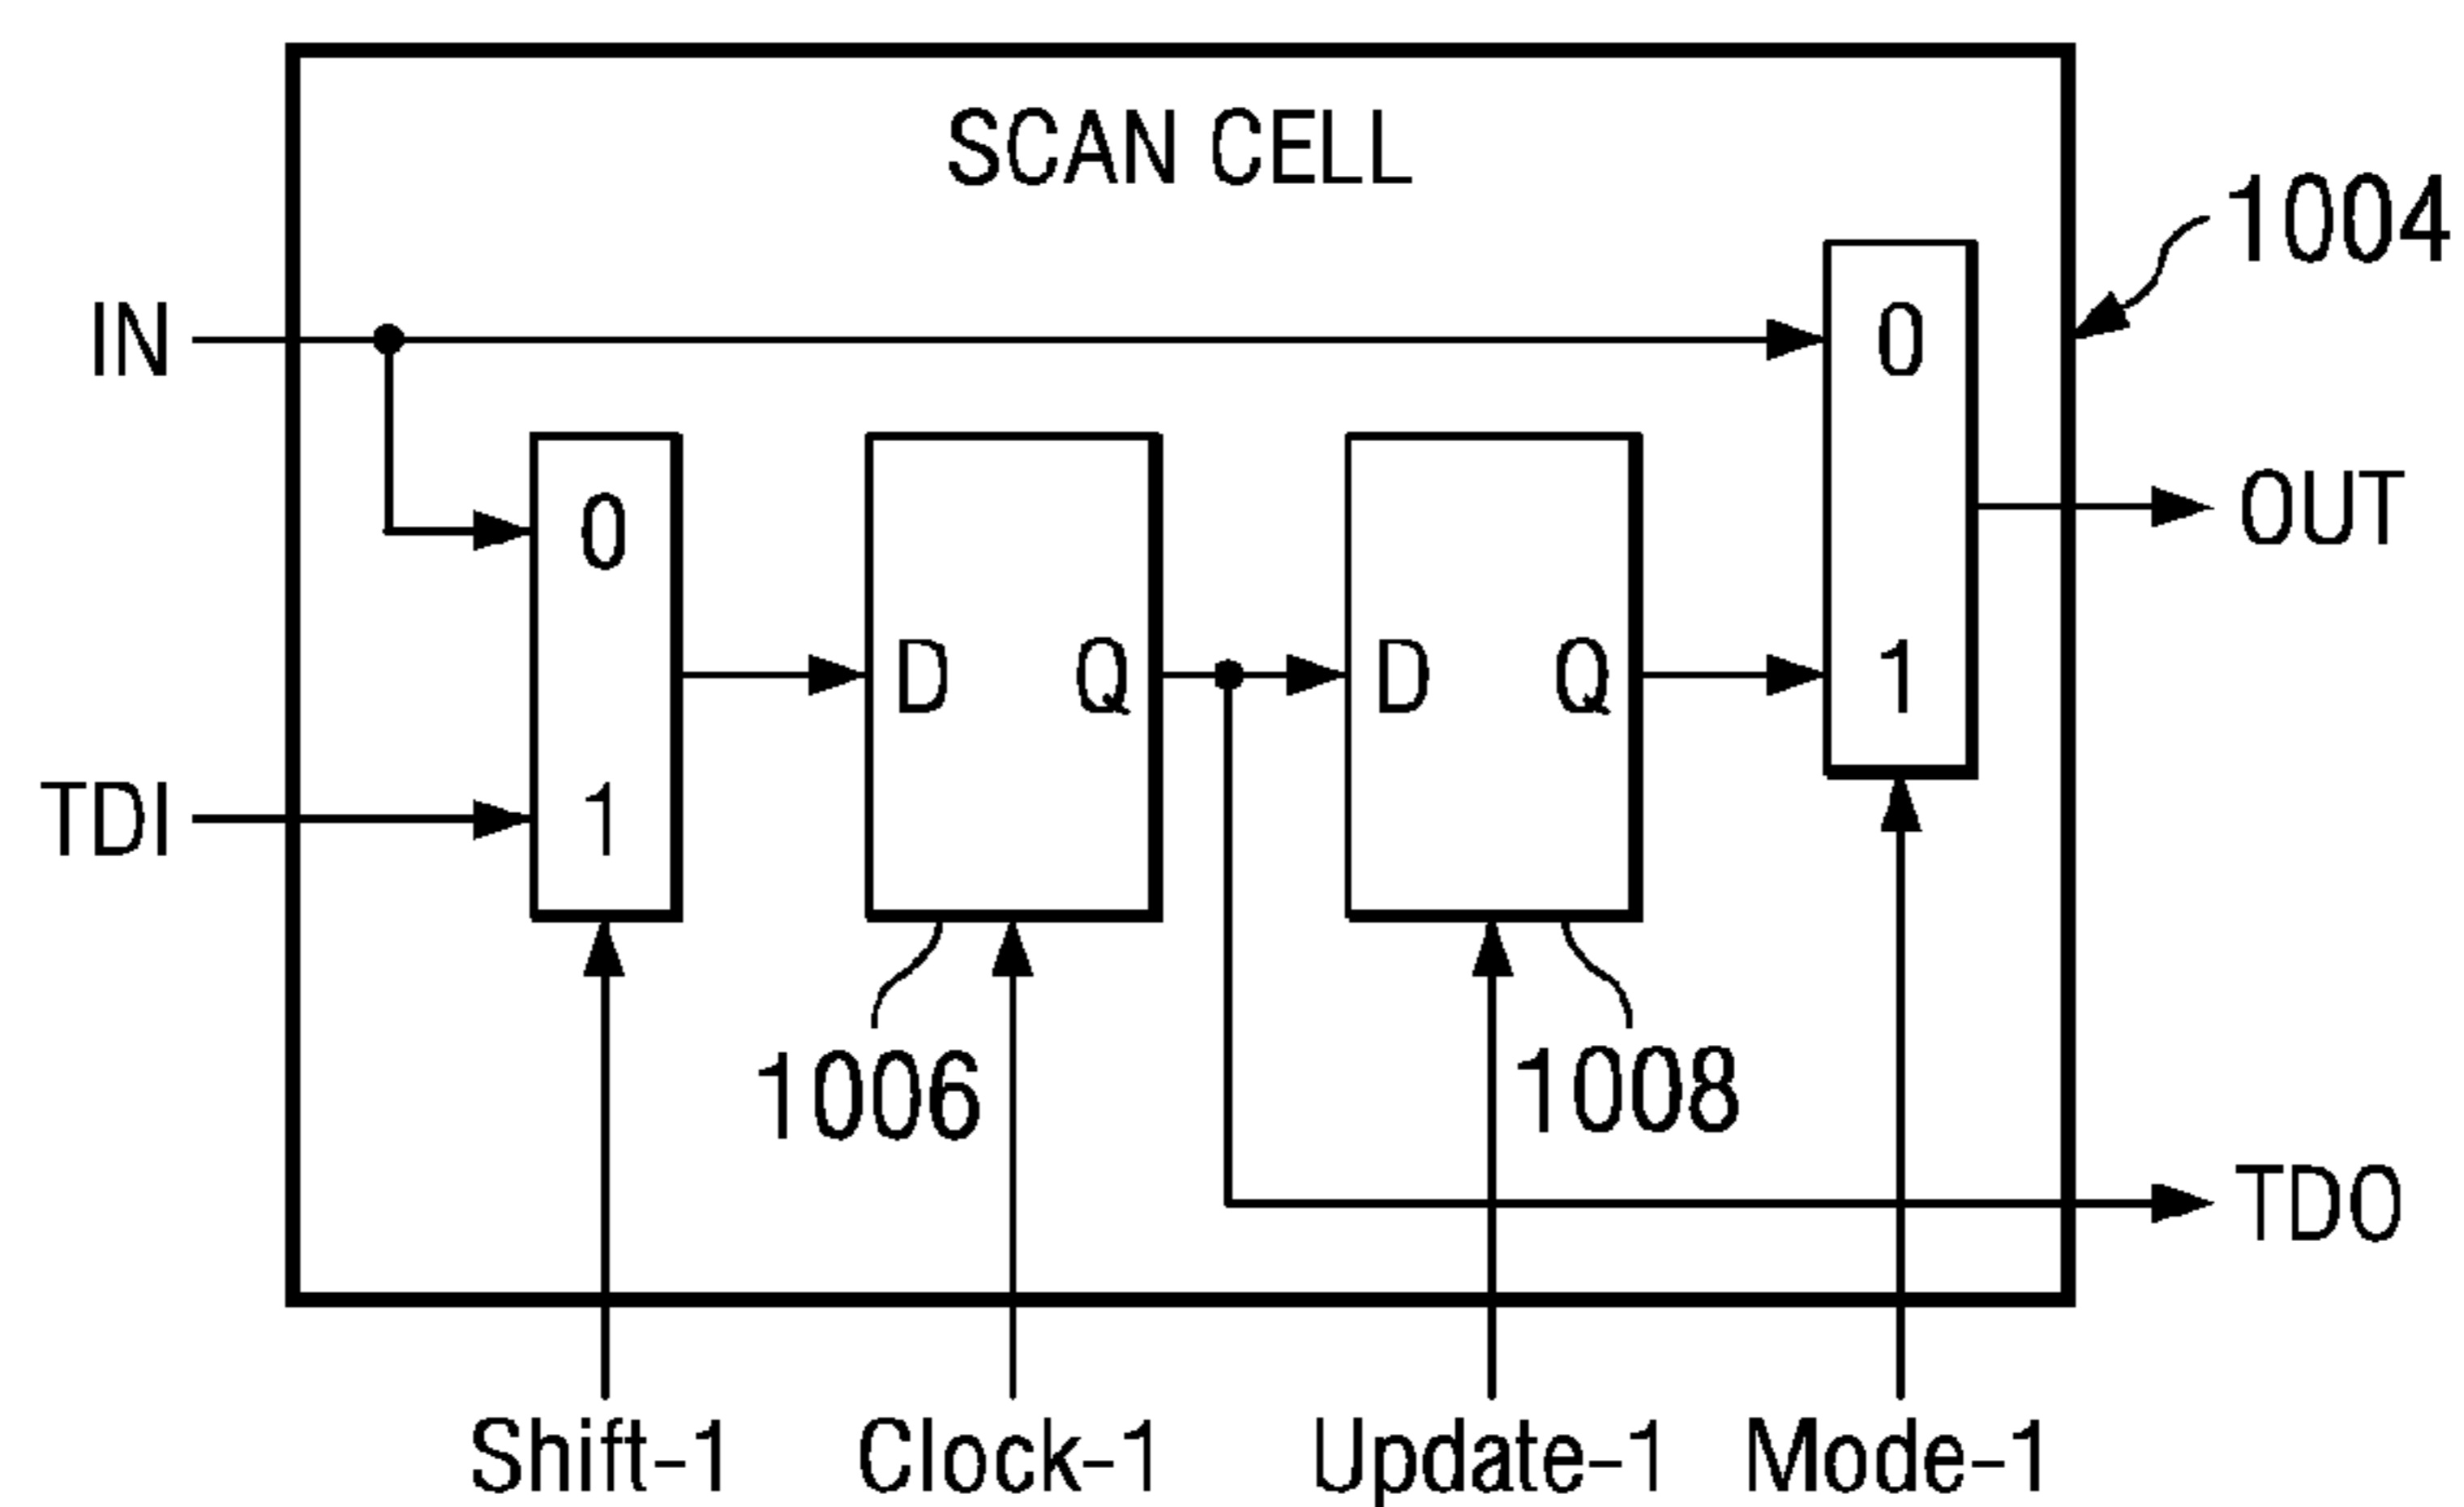 SCAN CELL
1004
IN
0
0
OUT
D Q
D Q
1
TDI
1
1006
1008
TDO
Shift-1 Clock-1 Update-1 Mode-1